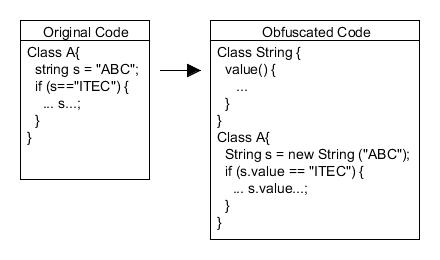 Original Code
Class A{
string s = "ABC";
if (s=="ITEC") {
... s...;
}
}
Obfuscated Code
Class String {
value() {
...
}
}
Class A{
String s = new String ("ABC");
if (s.value == "ITEC") {
... s.value...;
}
}